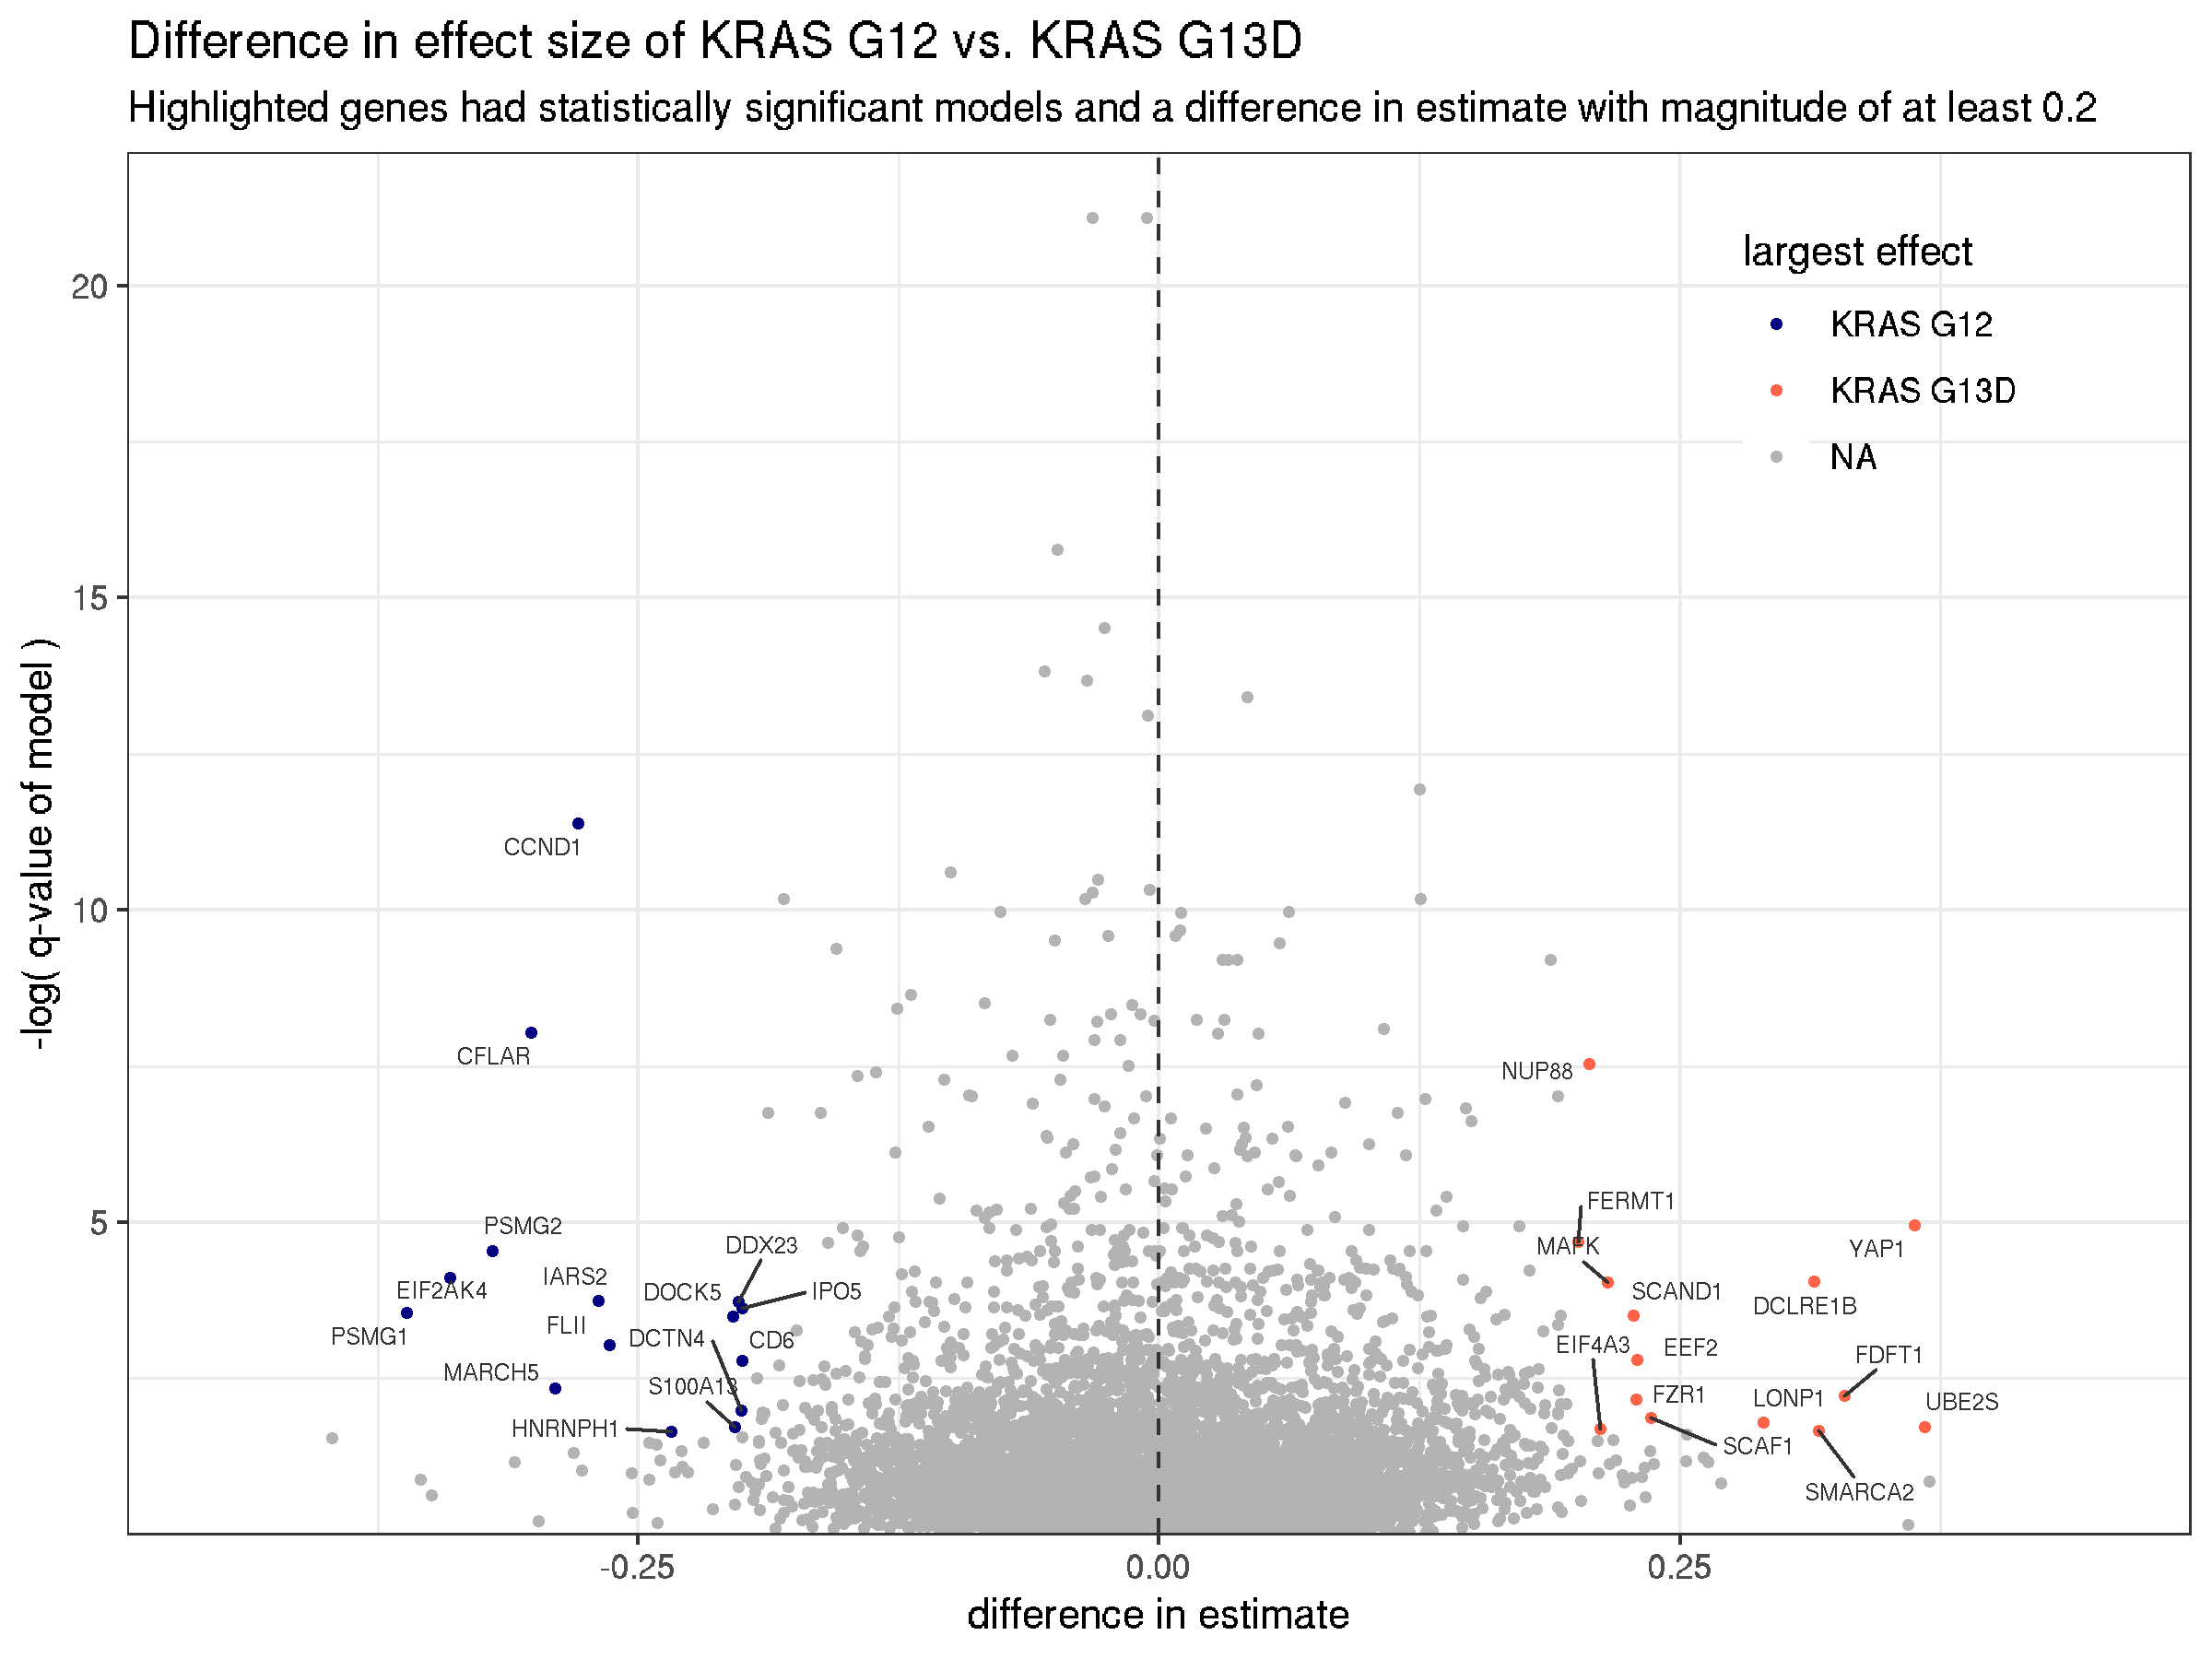 Difference in effect size of KRAS G12 vs. KRAS G13D
Highlighted genes had statistically significant models and a difference in estimate with magnitude of at least 0.2
-log( q-value of model )
20
15
10
5
largest effect
KRAS G12
KRAS G13D
NA
CCND1
CFLAR
NUP88
PSMG2
EIF2AK4
PSMG1
IARS2
FLII
MARCH5
HNRNPH1
DDX23
DOCK5
IPO5
DCTN4
CD6
S100A13
FERMT1
MAPK
SCAND1
EIF4A3
EEF2
FZR1
SCAF1
YAP1
DCLRE1B
FDFT1
LONP1
UBE2S
SMARCA2
-0.25
0.00
0.25
difference in estimate